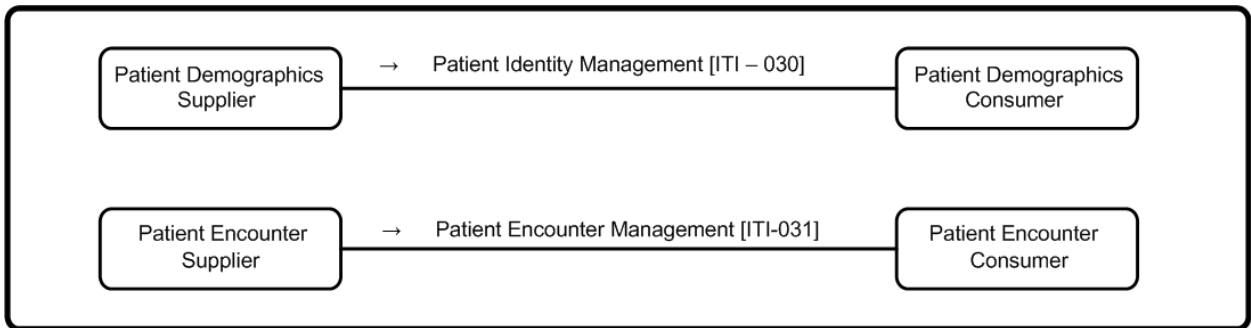 Patient Demographics
Supplier
→ Patient Identity Management [ITI – 030]
Patient Demographics
Consumer
Patient Encounter
Supplier
→ Patient Encounter Management [ITI-031]
Patient Encounter
Consumer